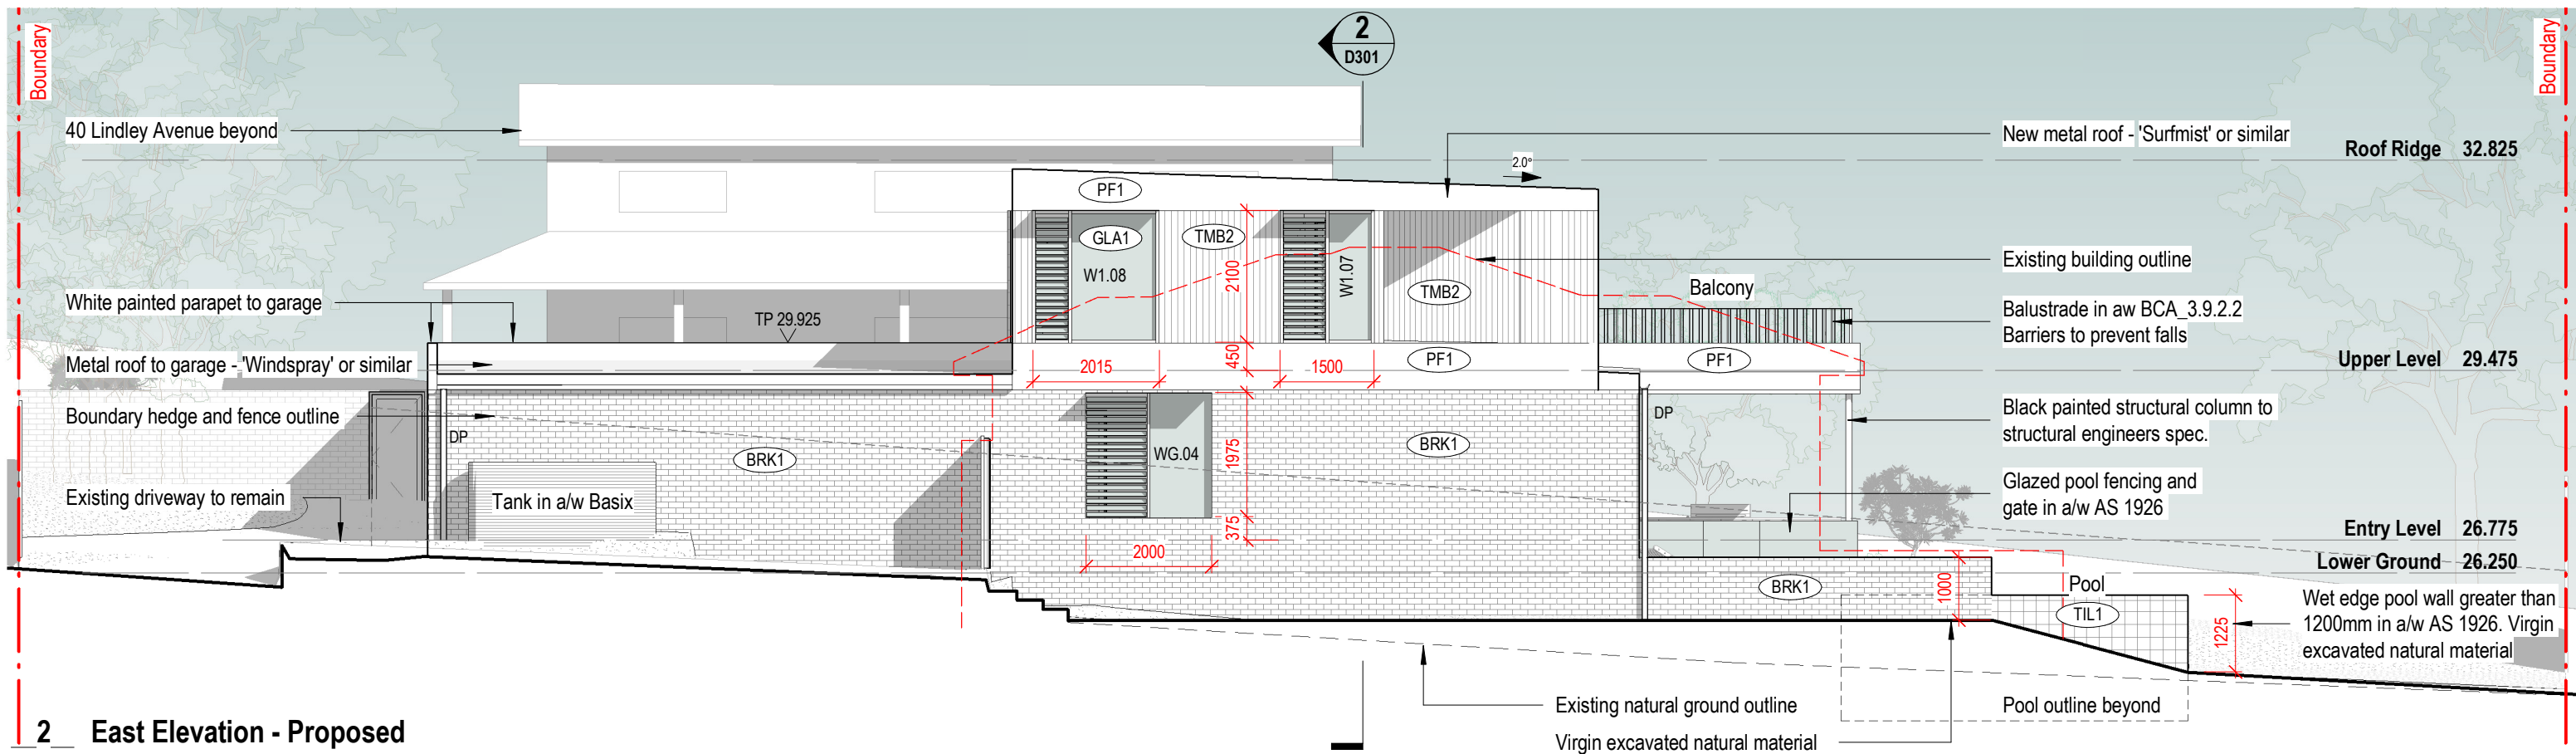 Boundary
2
D301
Boundary
40 Lindley Avenue beyond
New metal roof - 'Surfmist' or similar
Roof Ridge 32.825
2.0°
PF1
GLA1
TMB2
W1.08
W1.07
2100
TMB2
Existing building outline
Balcony
White painted parapet to garage
TP 29.925
Balustrade in aw BCA_3.9.2.2
Barriers to prevent falls
Metal roof to garage - 'Windspray' or similar
2015
450
1500
PF1
PF1
Upper Level 29.475
Boundary hedge and fence outline
DP
BRK1
WG.04
1975
BRK1
DP
Black painted structural column to
structural engineers spec.
Existing driveway to remain
Tank in a/w Basix
375
2000
Glazed pool fencing and
gate in a/w AS 1926
Entry Level 26.775
Lower Ground 26.250
BRK1
1000
Pool
TIL1
1225
Wet edge pool wall greater than
1200mm in a/w AS 1926. Virgin
excavated natural material
Existing natural ground outline
Pool outline beyond
Virgin excavated natural material
2 East Elevation - Proposed